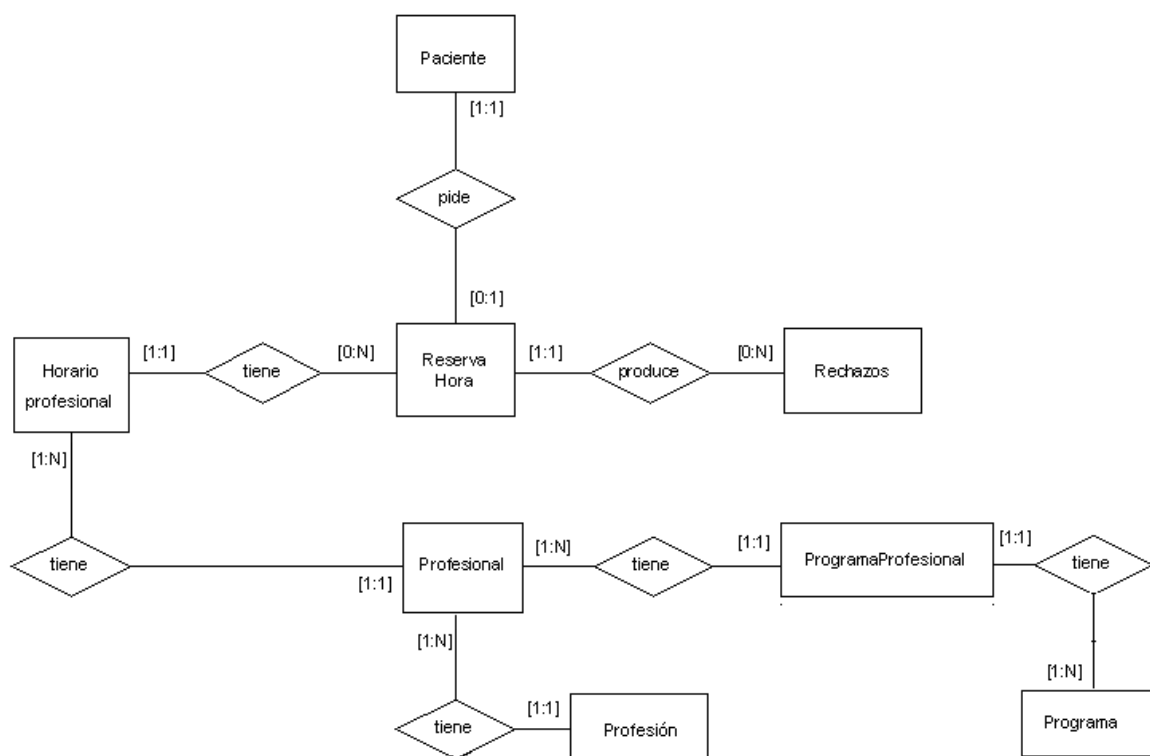 Paciente
[1:1]
pide
[0:1]
[1:1]
[0:N]
[1:1]
[0:N]
Horario
profesional
tiene
Reserva
Hora
produce
Rechazos
[1:N]
tiene
[1:1]
Profesional
[1:N]
tiene
[1:1]
ProgramaProfesional
[1:1]
tiene
[1:N]
[1:N]
tiene
[1:1]
Profesión
Programa